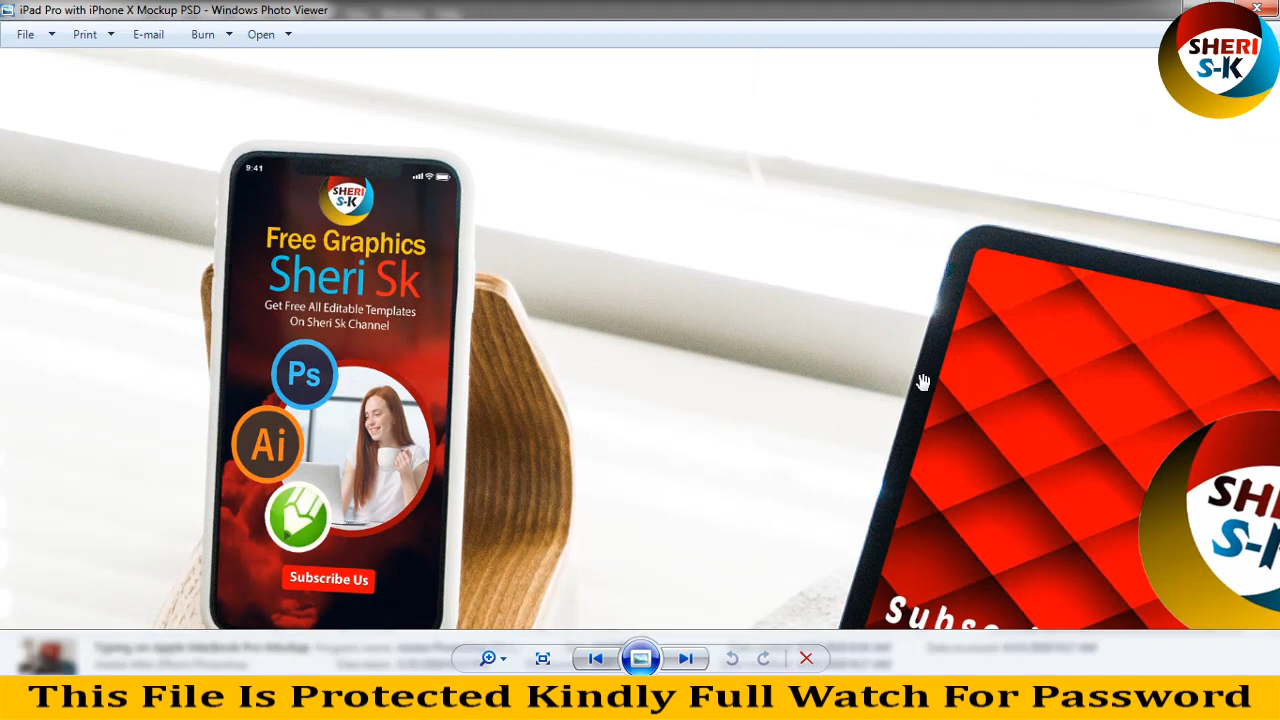 iPad Pro with iPhone X Mockup PSD - Windows Photo Viewer
File Print E-mail Burn Open
SHERI
S-K
9:41
SHERI
S-K
Free Graphics
Sheri Sk
Get Free All Editable Templates
On Sheri Sk Channel
Ps
Ai
Subscribe Us
S-K
This File Is Protected Kindly Full Watch For Password